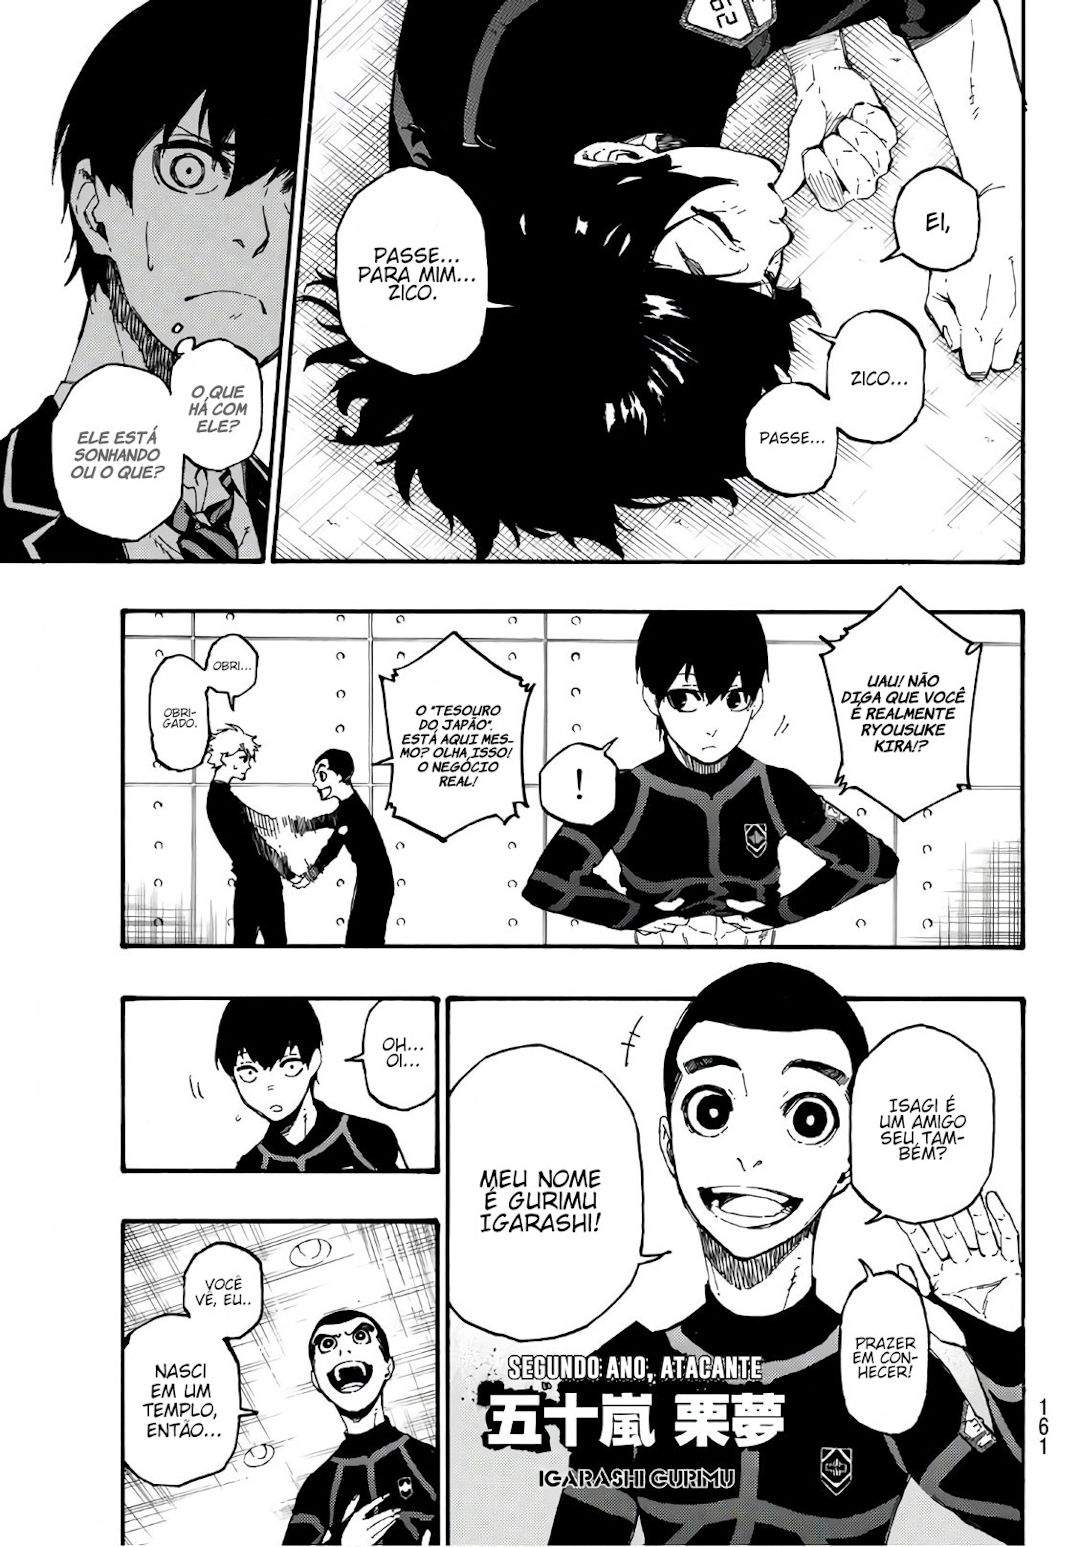 EI,
ZICO...
PASSE...
PASSE...
PARA MIM...
ZICO.
O QUE
HÁ COM
ELE?
ELE ESTÁ
SONHANDO
OU O QUE?
UAU! NÃO
DIGA QUE VOCÊ
É REALMENTE
RYOUSUKE
KIRA!?
!
O "TESOURO
DO JAPÃO".
ESTÁ AQUI MES-
MO? OLHA ISSO!
O NEGÓCIO
REAL!
OBRI...
OBRI-
GADO.
ISAGI É
UM AMIGO
SEU TAM-
BÉM?
MEU NOME
É GURIMU
IGARASHI!
PRAZER
EM CON-
HECER!
SEGUNDO ANO, ATACANTE
五十嵐 栗夢
IGARASHI GURIMU
OH...
OI...
VOCÊ
VÊ, EU..
NASCI
EM UM
TEMPLO,
ENTÃO...
161